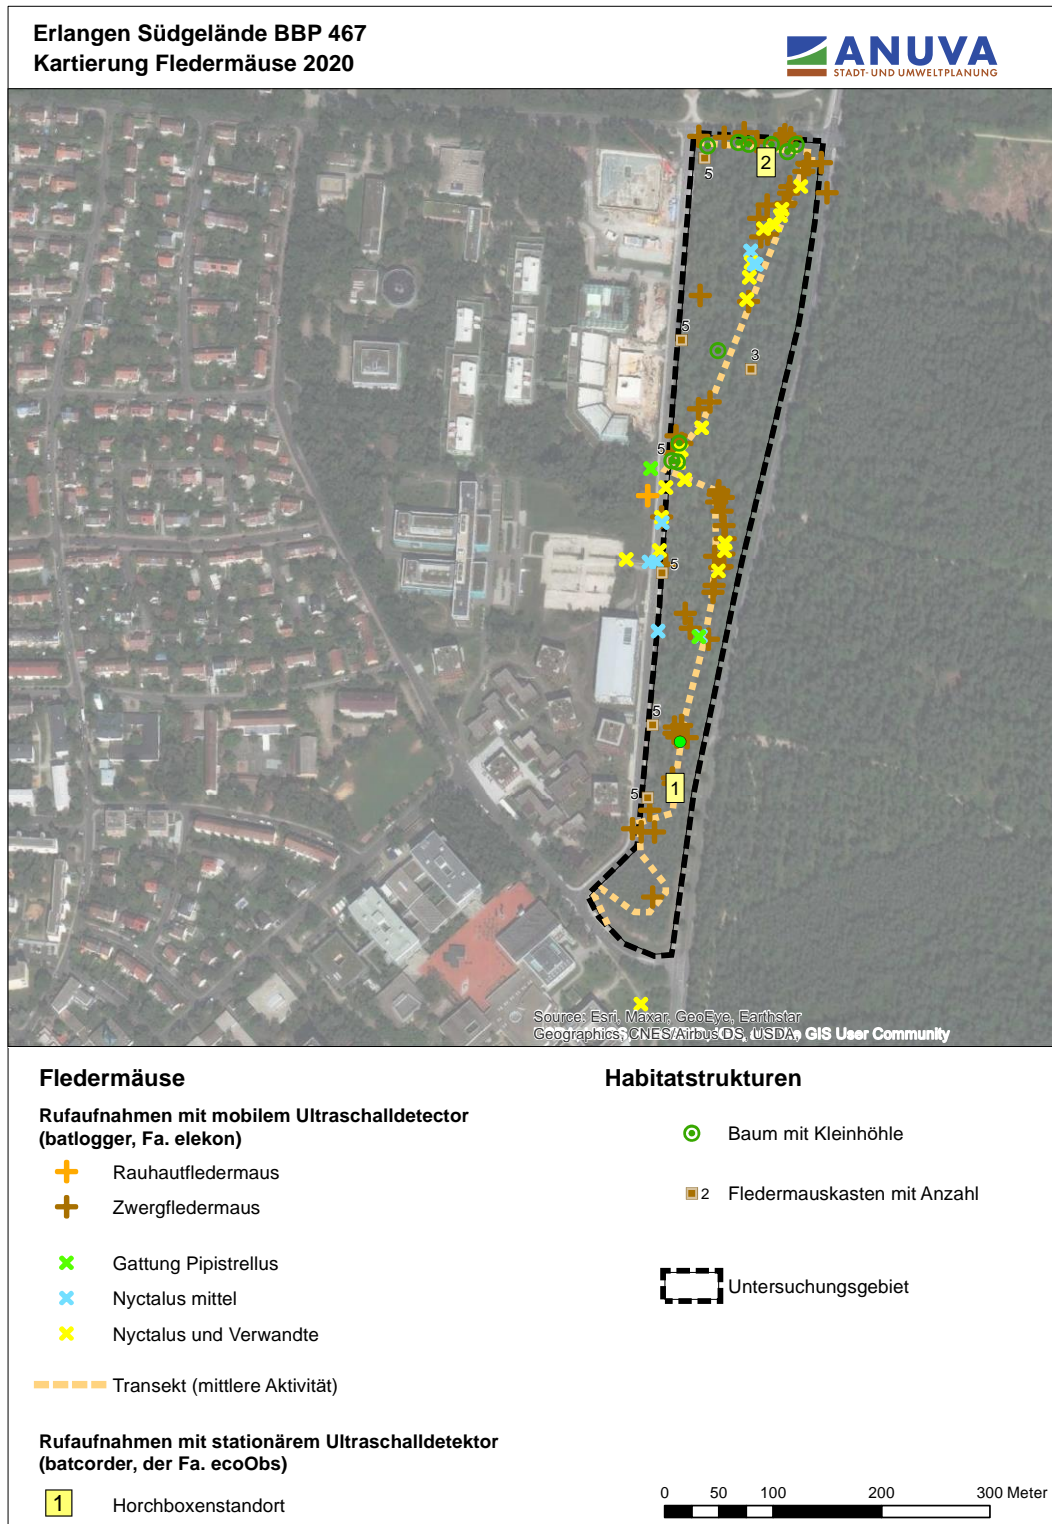 Erlangen Südgelände BBP 467
Kartierung Fledermäuse 2020
ANUVA
STADT- UND UMWELTPLANUNG
2
5
5
3
5
5
5
1
5
Source: Esri, Maxar, GeoEye, Earthstar
Geographics, CNES/Airbus DS, USDA, GIS User Community
Fledermäuse
Rufaufnahmen mit mobilem Ultraschalldetector
(batlogger, Fa. elekon)
Rauhautfledermaus
Zwergfledermaus
Gattung Pipistrellus
Nyctalus mittel
Nyctalus und Verwandte
Transekt (mittlere Aktivität)
Rufaufnahmen mit stationärem Ultraschalldetektor
(batcorder, der Fa. ecoObs)
1 Horchboxenstandort
Habitatstrukturen
Baum mit Kleinhöhle
2 Fledermauskasten mit Anzahl
Untersuchungsgebiet
0 50 100 200 300 Meter